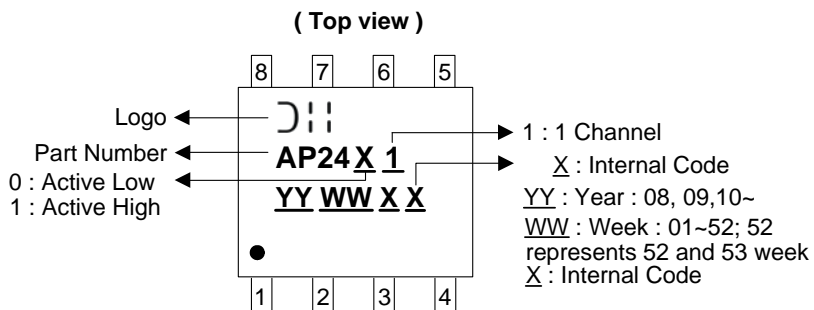 ( Top view )
8 7 6 5
Logo
Part Number
0 : Active Low
1 : Active High
AP24 X 1
YY WW X X
1 : 1 Channel
X : Internal Code
YY : Year : 08, 09,10~
WW : Week : 01~52; 52
represents 52 and 53 week
X : Internal Code
1 2 3 4